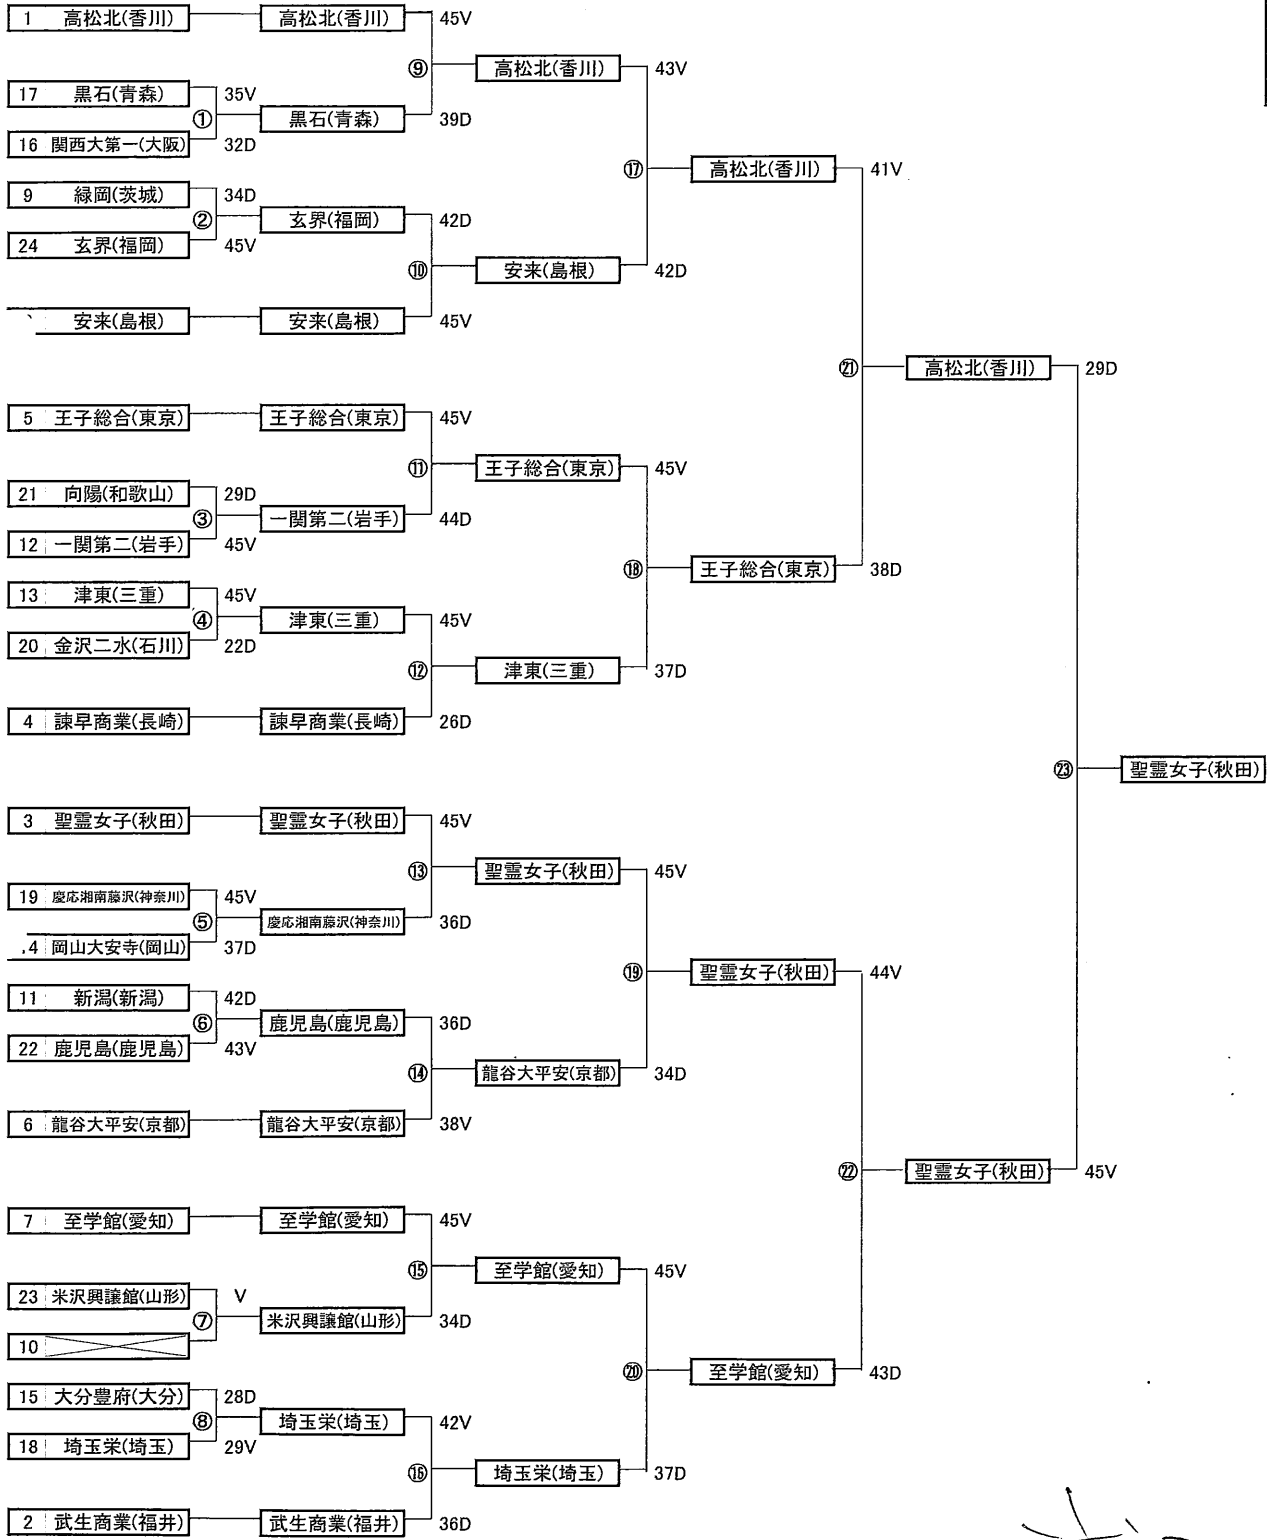 1 高松北(香川) 高松北(香川) 45V
⑨ 高松北(香川) 43V
17 黒石(青森) 35V
① 黒石(青森) 39D
16 関西大第一(大阪) 32D
⑰ 高松北(香川) 41V
9 緑岡(茨城) 34D
② 玄界(福岡) 42D
24 玄界(福岡) 45V
⑩ 安来(島根) 42D
安来(島根) 安来(島根) 45V
㉑ 高松北(香川) 29D
5 王子総合(東京) 王子総合(東京) 45V
⑪ 王子総合(東京) 45V
21 向陽(和歌山) 29D
③ 一関第二(岩手) 44D
12 一関第二(岩手) 45V
⑱ 王子総合(東京) 38D
13 津東(三重) 45V
④ 津東(三重) 45V
20 金沢二水(石川) 22D
⑫ 津東(三重) 37D
4 諫早商業(長崎) 諫早商業(長崎) 26D
㉓ 聖霊女子(秋田)
3 聖霊女子(秋田) 聖霊女子(秋田) 45V
⑬ 聖霊女子(秋田) 45V
19 慶応湘南藤沢(神奈川) 45V
⑤ 慶応湘南藤沢(神奈川) 36D
4 岡山大安寺(岡山) 37D
⑲ 聖霊女子(秋田) 44V
11 新潟(新潟) 42D
⑥ 鹿児島(鹿児島) 36D
22 鹿児島(鹿児島) 43V
⑭ 龍谷大平安(京都) 34D
6 龍谷大平安(京都) 龍谷大平安(京都) 38V
㉒ 聖霊女子(秋田) 45V
7 至学館(愛知) 至学館(愛知) 45V
⑮ 至学館(愛知) 45V
23 米沢興譲館(山形) V
⑦ 米沢興譲館(山形) 34D
10
⑳ 至学館(愛知) 43D
15 大分豊府(大分) 28D
⑧ 埼玉栄(埼玉) 42V
18 埼玉栄(埼玉) 29V
⑯ 埼玉栄(埼玉) 37D
2 武生商業(福井) 武生商業(福井) 36D